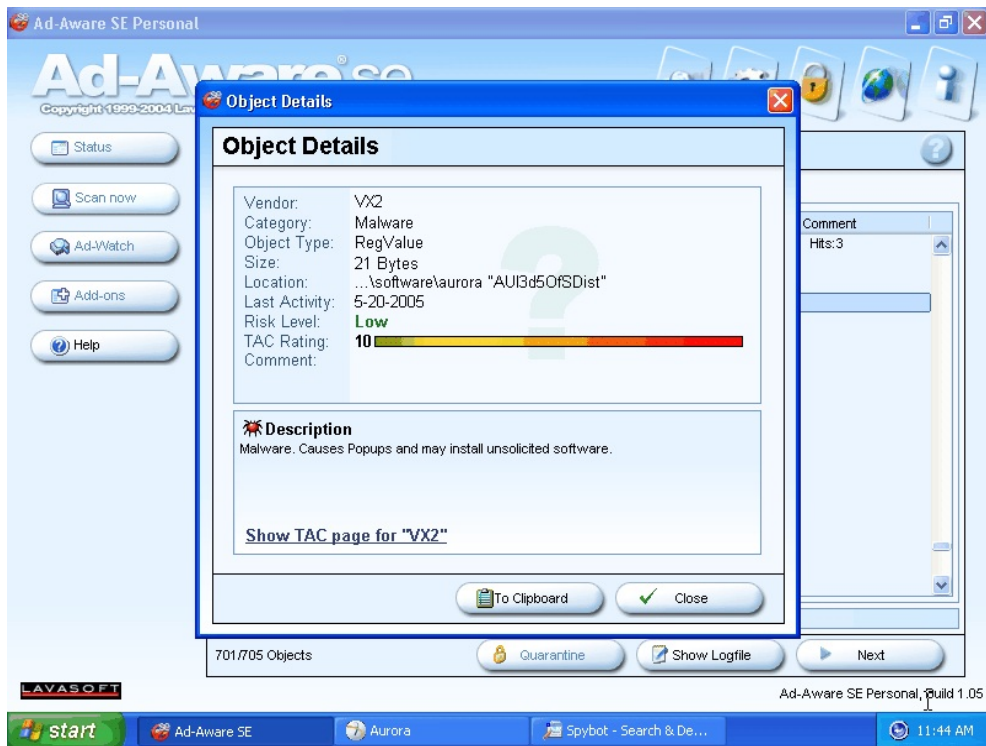 Ad-Aware SE Personal
Ad-Aware se
Copyright 1999-2004
Object Details
Object Details
Status
Scan now
Ad-Watch
Add-ons
Help
Vendor: VX2
Category: Malware
Object Type: RegValue
Size: 21 Bytes
Location: ...\software\aurora "AUI3d5OfSDist"
Last Activity: 5-20-2005
Risk Level: Low
TAC Rating: 10
Comment:
Comment
Hits:3
Description
Malware. Causes Popups and may install unsolicited software.
Show TAC page for "VX2"
To Clipboard
Close
701/705 Objects
Quarantine
Show Logfile
Next
LAVASOFT
Ad-Aware SE Personal, Build 1.05
start
Ad-Aware SE
Aurora
Spybot - Search & De...
11:44 AM